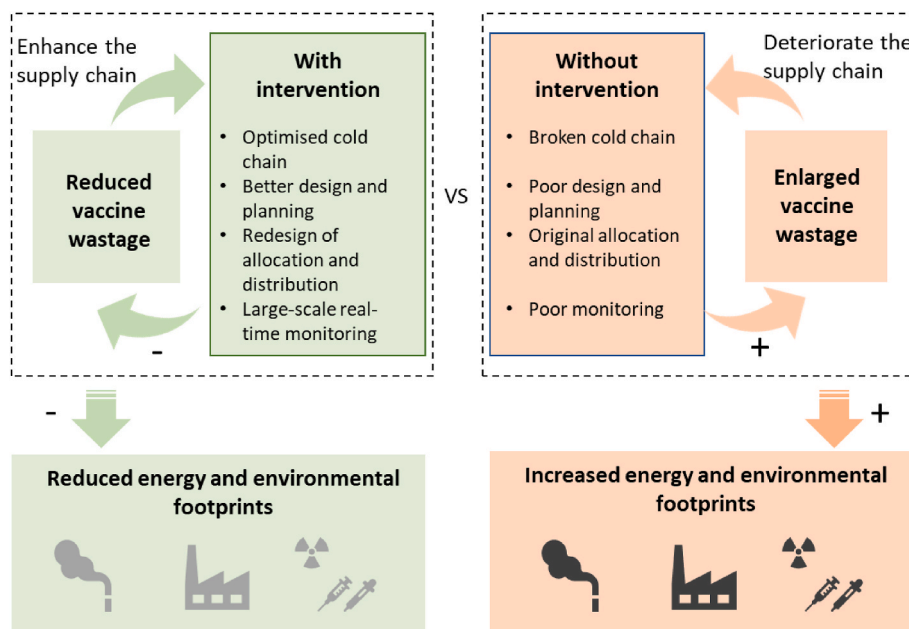 Enhance the
supply chain
With
intervention
• Optimised cold
chain
• Better design and
planning
• Redesign of
allocation and
distribution
• Large-scale real-
time monitoring
Reduced
vaccine
wastage
-
VS
Without
intervention
• Broken cold chain
• Poor design and
planning
• Original allocation
and distribution
• Poor monitoring
Deteriorate the
supply chain
Enlarged
vaccine
wastage
+
-
+
Reduced energy and environmental
footprints
Increased energy and environmental
footprints